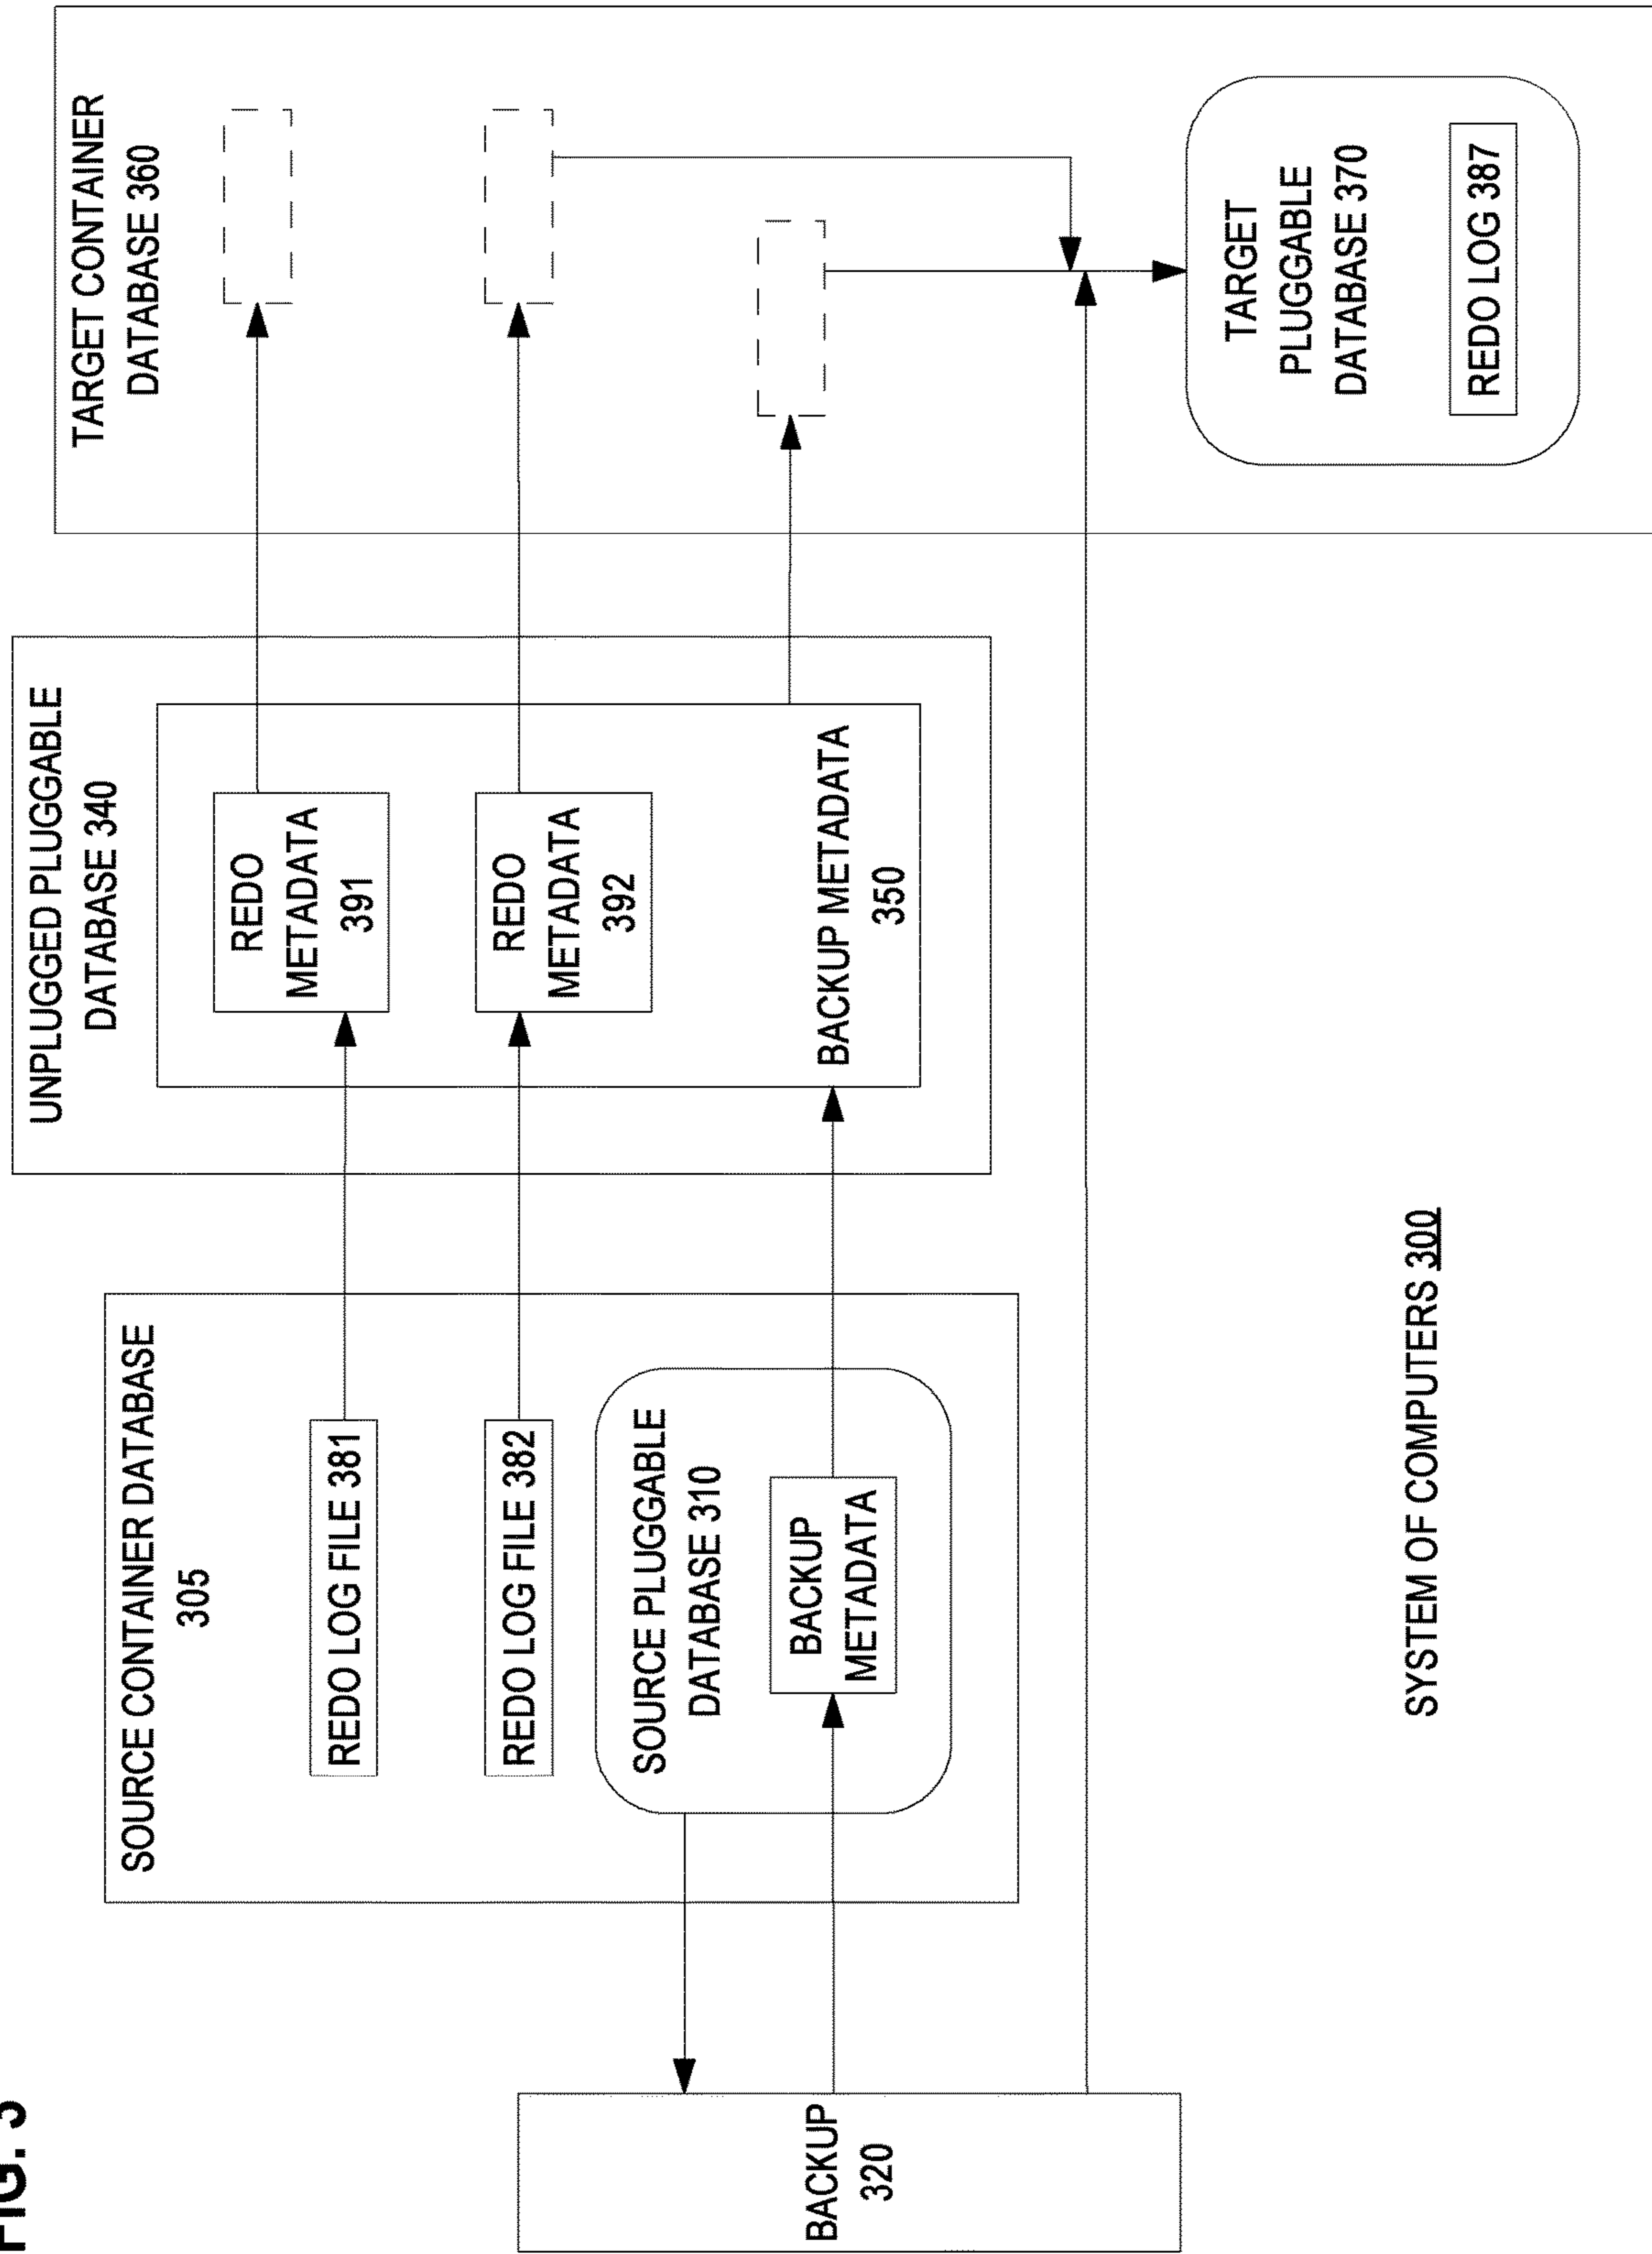 FIG. 3
BACKUP
320
SOURCE CONTAINER DATABASE
305
REDO LOG FILE 381
REDO LOG FILE 382
SOURCE PLUGGABLE
DATABASE 310
BACKUP
METADATA
UNPLUGGED PLUGGABLE
DATABASE 340
REDO
METADATA
391
REDO
METADATA
392
BACKUP METADATA
350
TARGET CONTAINER
DATABASE 360
TARGET
PLUGGABLE
DATABASE 370
REDO LOG 387
SYSTEM OF COMPUTERS 300